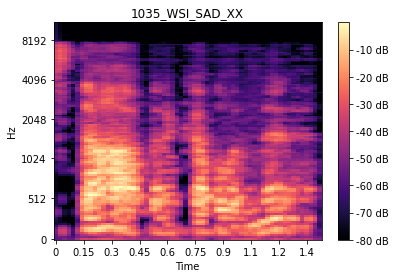 1035_WSI_SAD_XX
8192
4096
2048
1024
512
0
Hz
0 0.15 0.3 0.45 0.6 0.75 0.9 1.1 1.2 1.4
Time
-10 dB
-20 dB
-30 dB
-40 dB
-50 dB
-60 dB
-70 dB
-80 dB